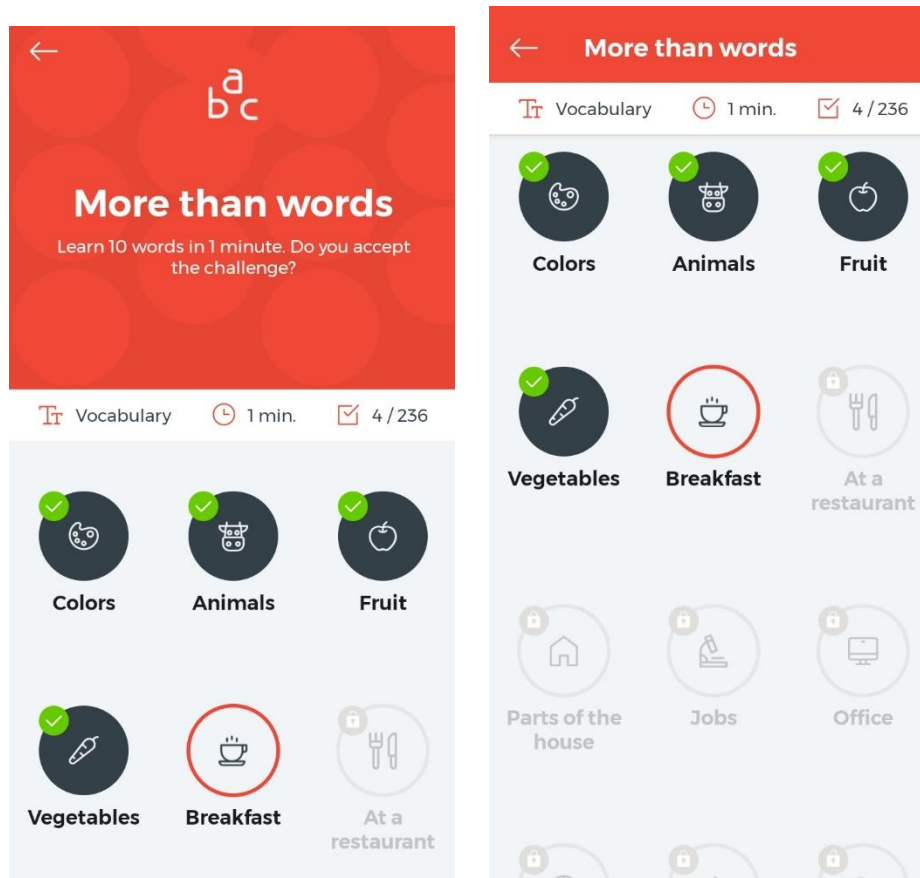 a
b c
More than words
Learn 10 words in 1 minute. Do you accept
the challenge?
Tт Vocabulary 1 min. 4 / 236
Colors Animals Fruit
Vegetables Breakfast At a
restaurant
More than words
Tт Vocabulary 1 min. 4 / 236
Colors Animals Fruit
Vegetables Breakfast At a
restaurant
Parts of the Jobs Office
house